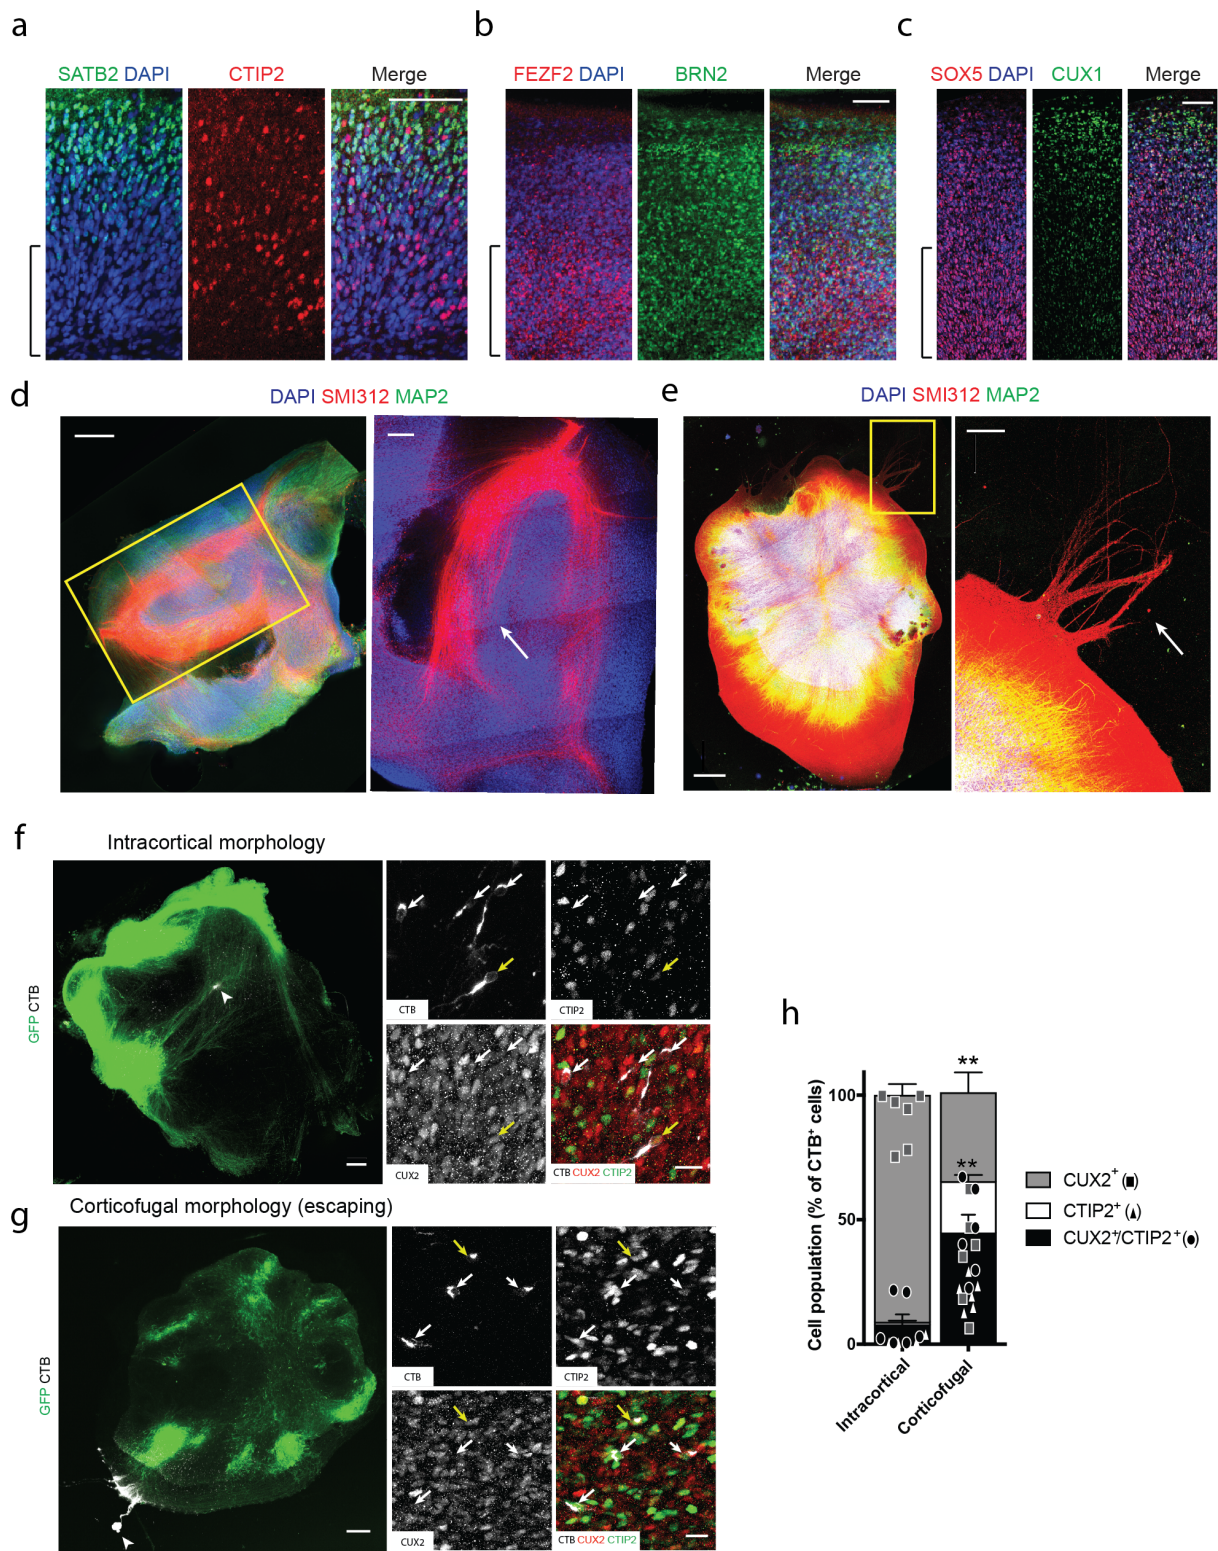 a
b
c
SATB2 DAPI
CTIP2
Merge
FEZF2 DAPI
BRN2
Merge
SOX5 DAPI
CUX1
Merge
d
DAPI SMI312 MAP2
e
DAPI SMI312 MAP2
f
Intracortical morphology
GFP CTB
CTB
CTIP2
CUX2
CTB CUX2 CTIP2
g
Corticofugal morphology (escaping)
GFP CTB
CTB
CTIP2
CUX2
CTB CUX2 CTIP2
h
Cell population (% of CTB⁺ cells)
100
50
0
**
**
Intracortical
Corticofugal
CUX2⁺ (■)
CTIP2⁺ (▲)
CUX2⁺/CTIP2⁺ (●)